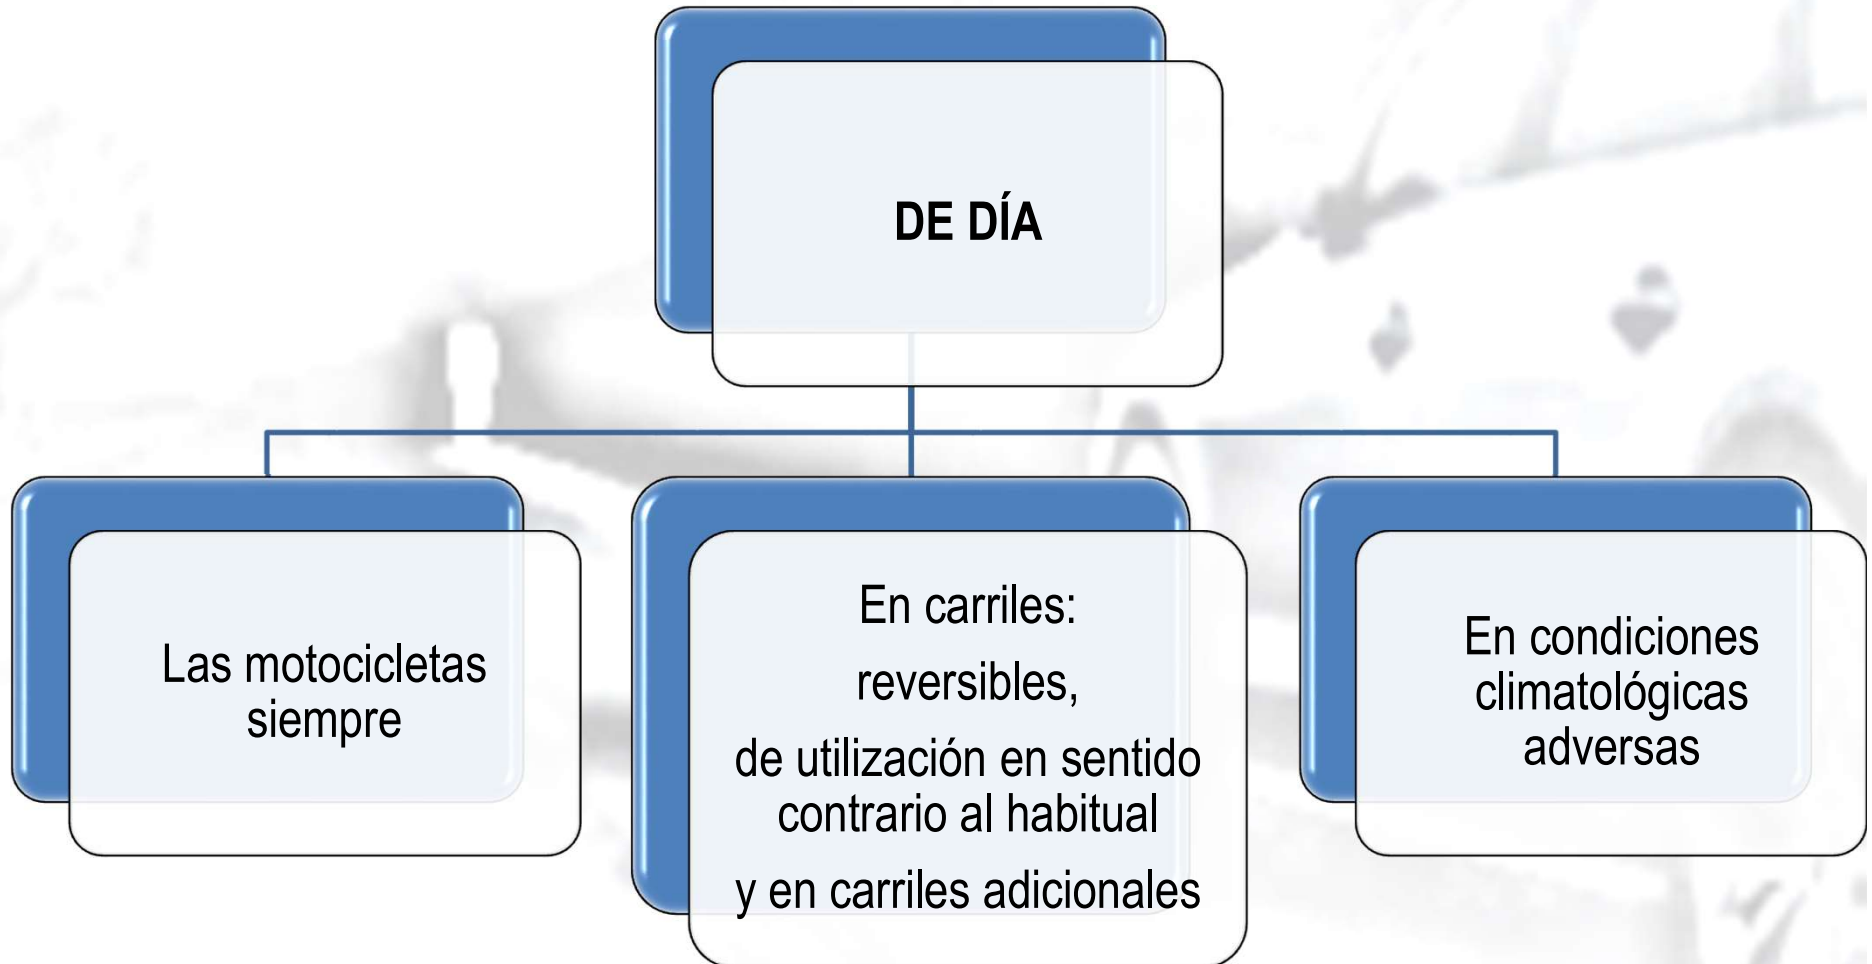 DE DÍA
Las motocicletas
siempre
En carriles:
reversibles,
de utilización en sentido
contrario al habitual
y en carriles adicionales
En condiciones
climatológicas
adversas